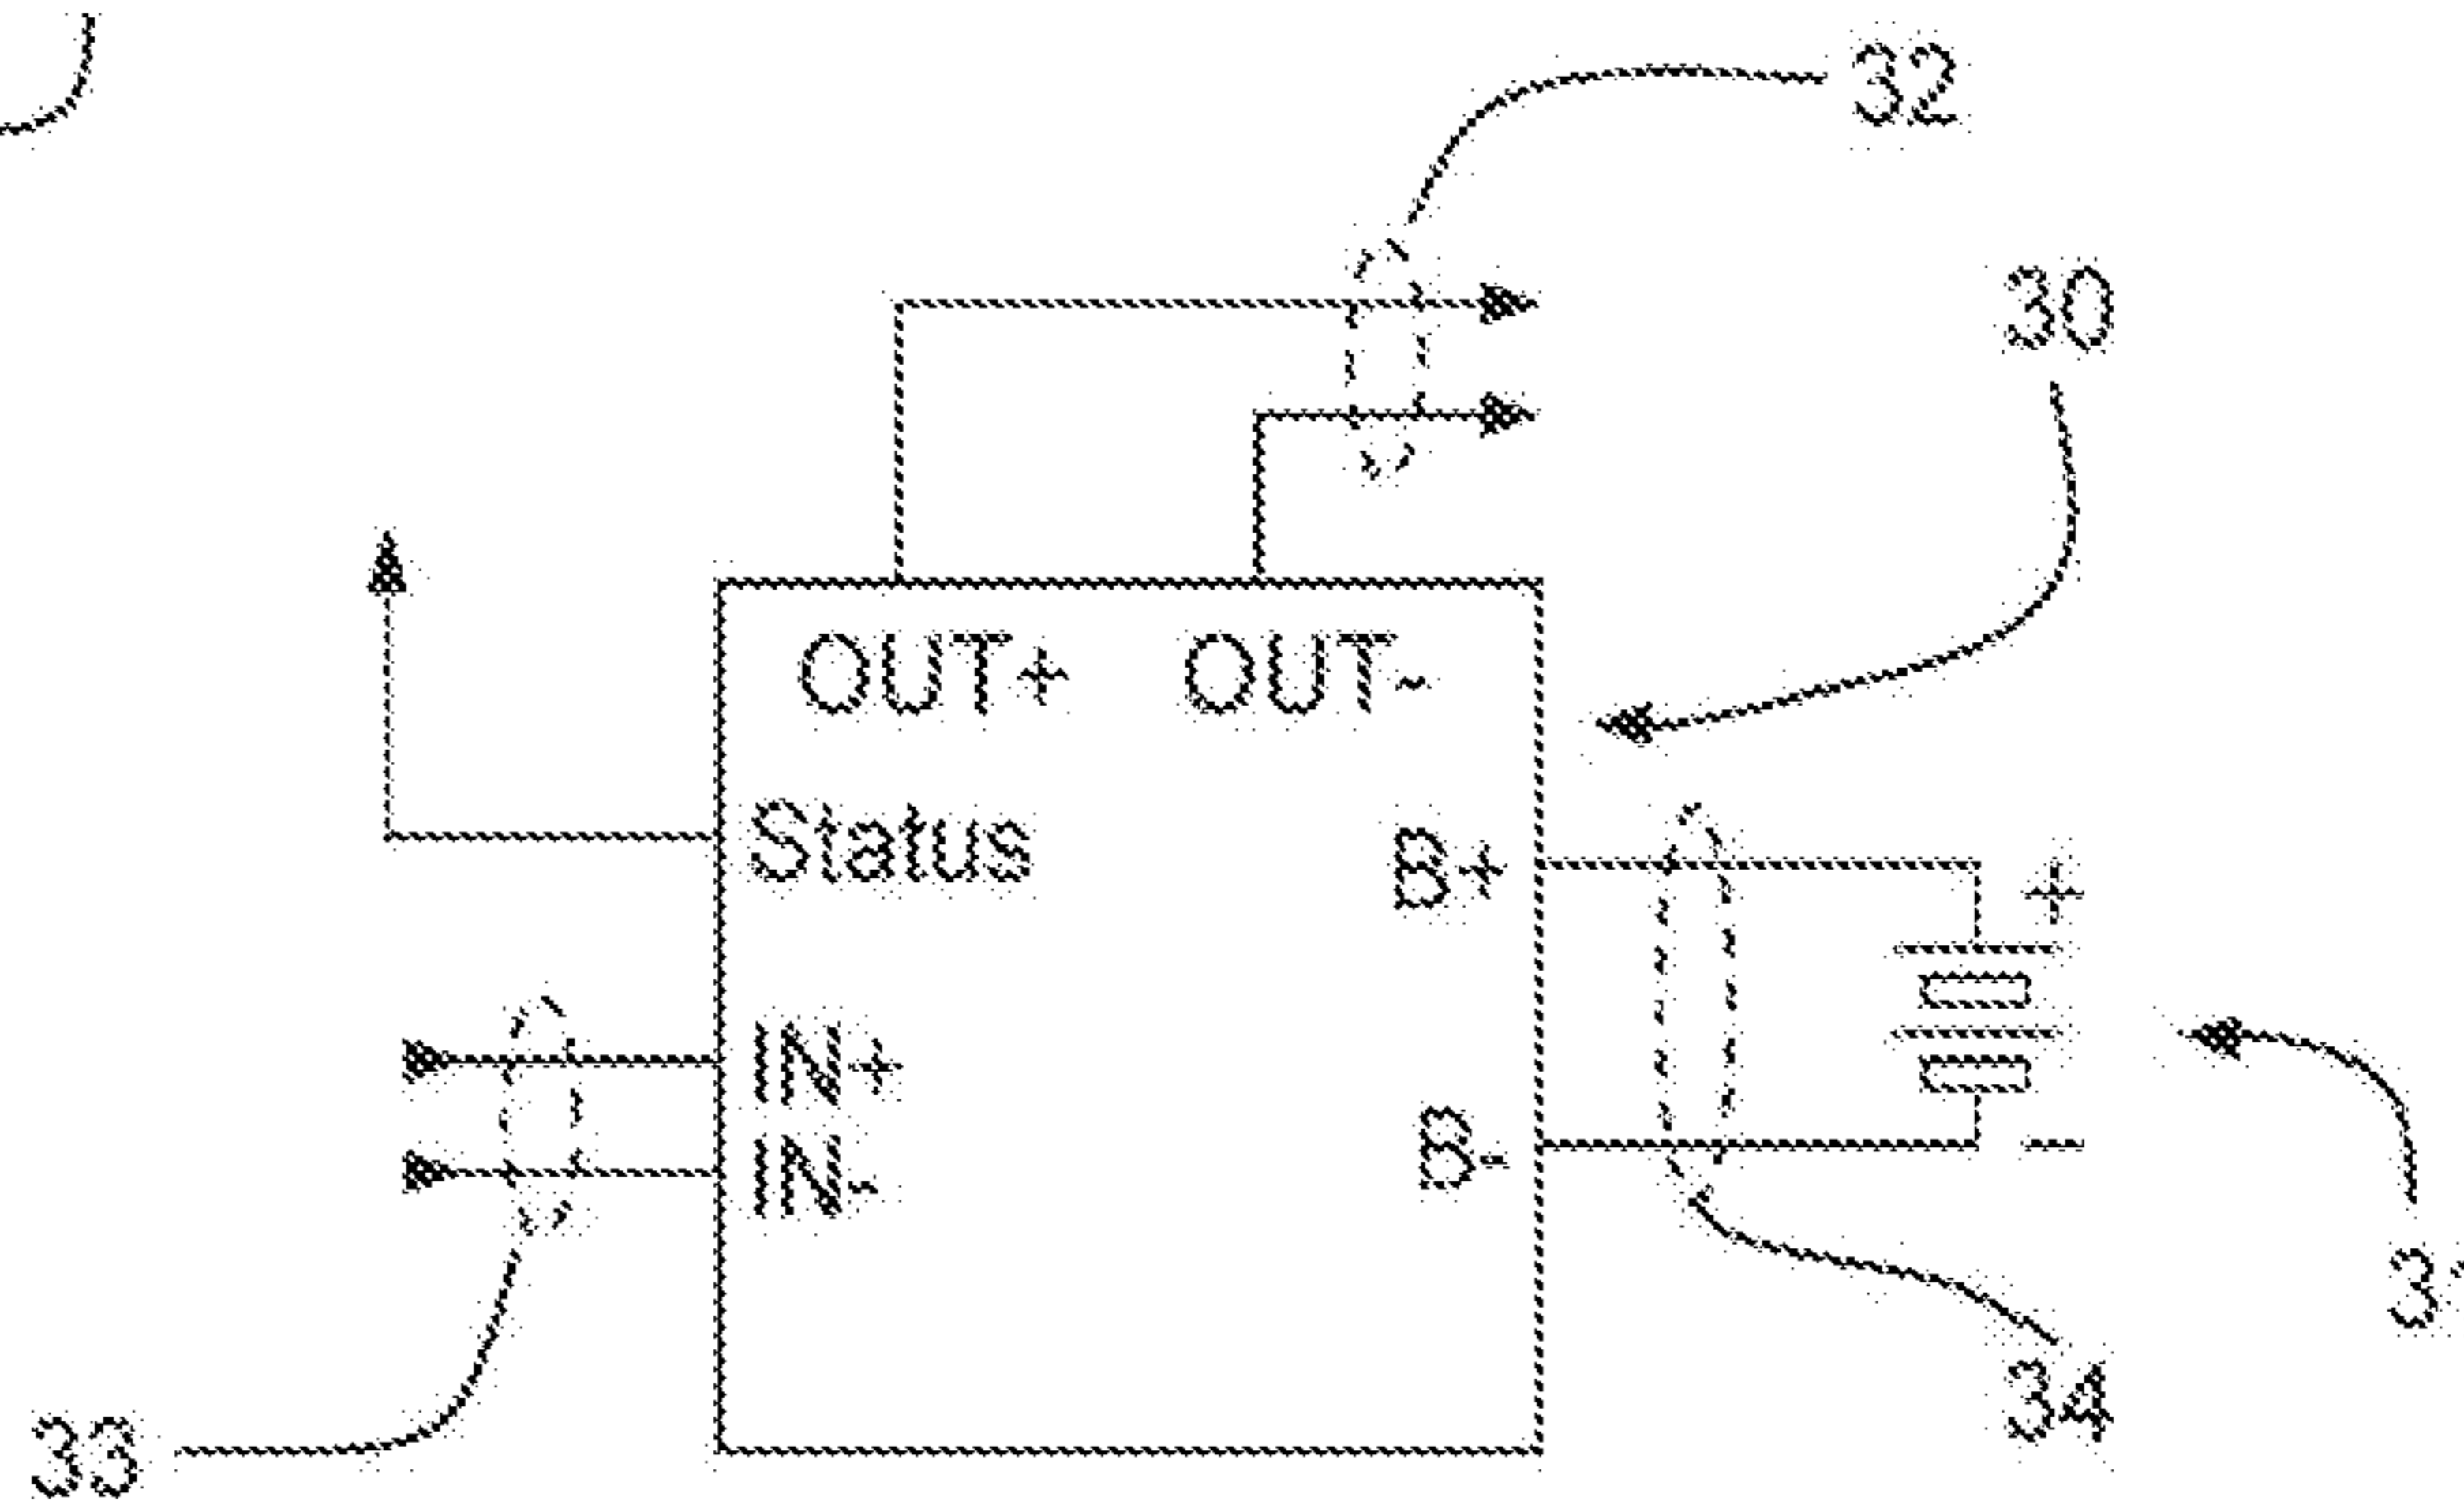 32
30
OUT+ OUT-
Status
B+
+
IN+
B-
-
IN-
34
33